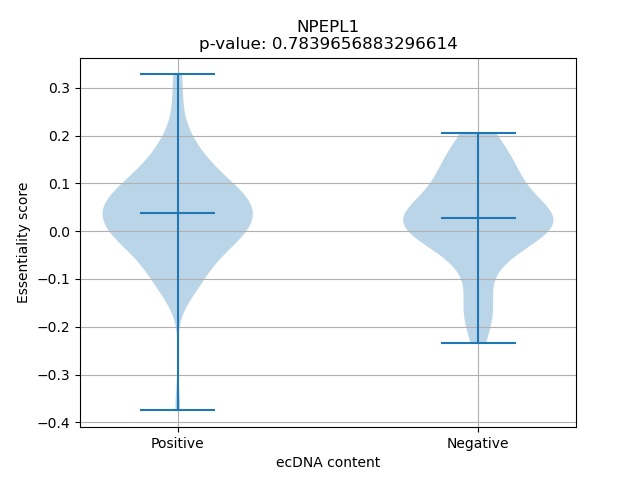 NPEPL1
p-value: 0.7839656883296614
0.3
0.2
0.1
0.0
−0.1
−0.2
−0.3
−0.4
Essentiality score
Positive
Negative
ecDNA content